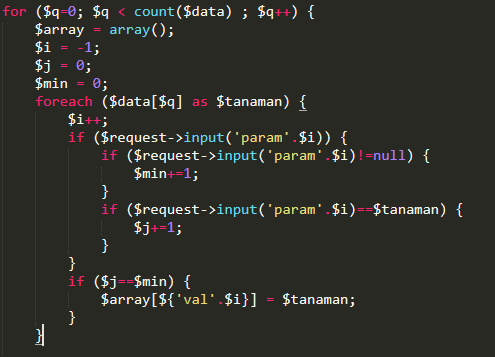 for ($q=0; $q < count($data) ; $q++) {
    $array = array();
    $i = -1;
    $j = 0;
    $min = 0;
    foreach ($data[$q] as $tanaman) {
        $i++;
        if ($request->input('param'.$i)) {
            if ($request->input('param'.$i)!=null) {
                $min+=1;
            }
            if ($request->input('param'.$i)==$tanaman) {
                $j+=1;
            }
        }
        if ($j==$min) {
            $array[${'val'.$i}] = $tanaman;
        }
    }